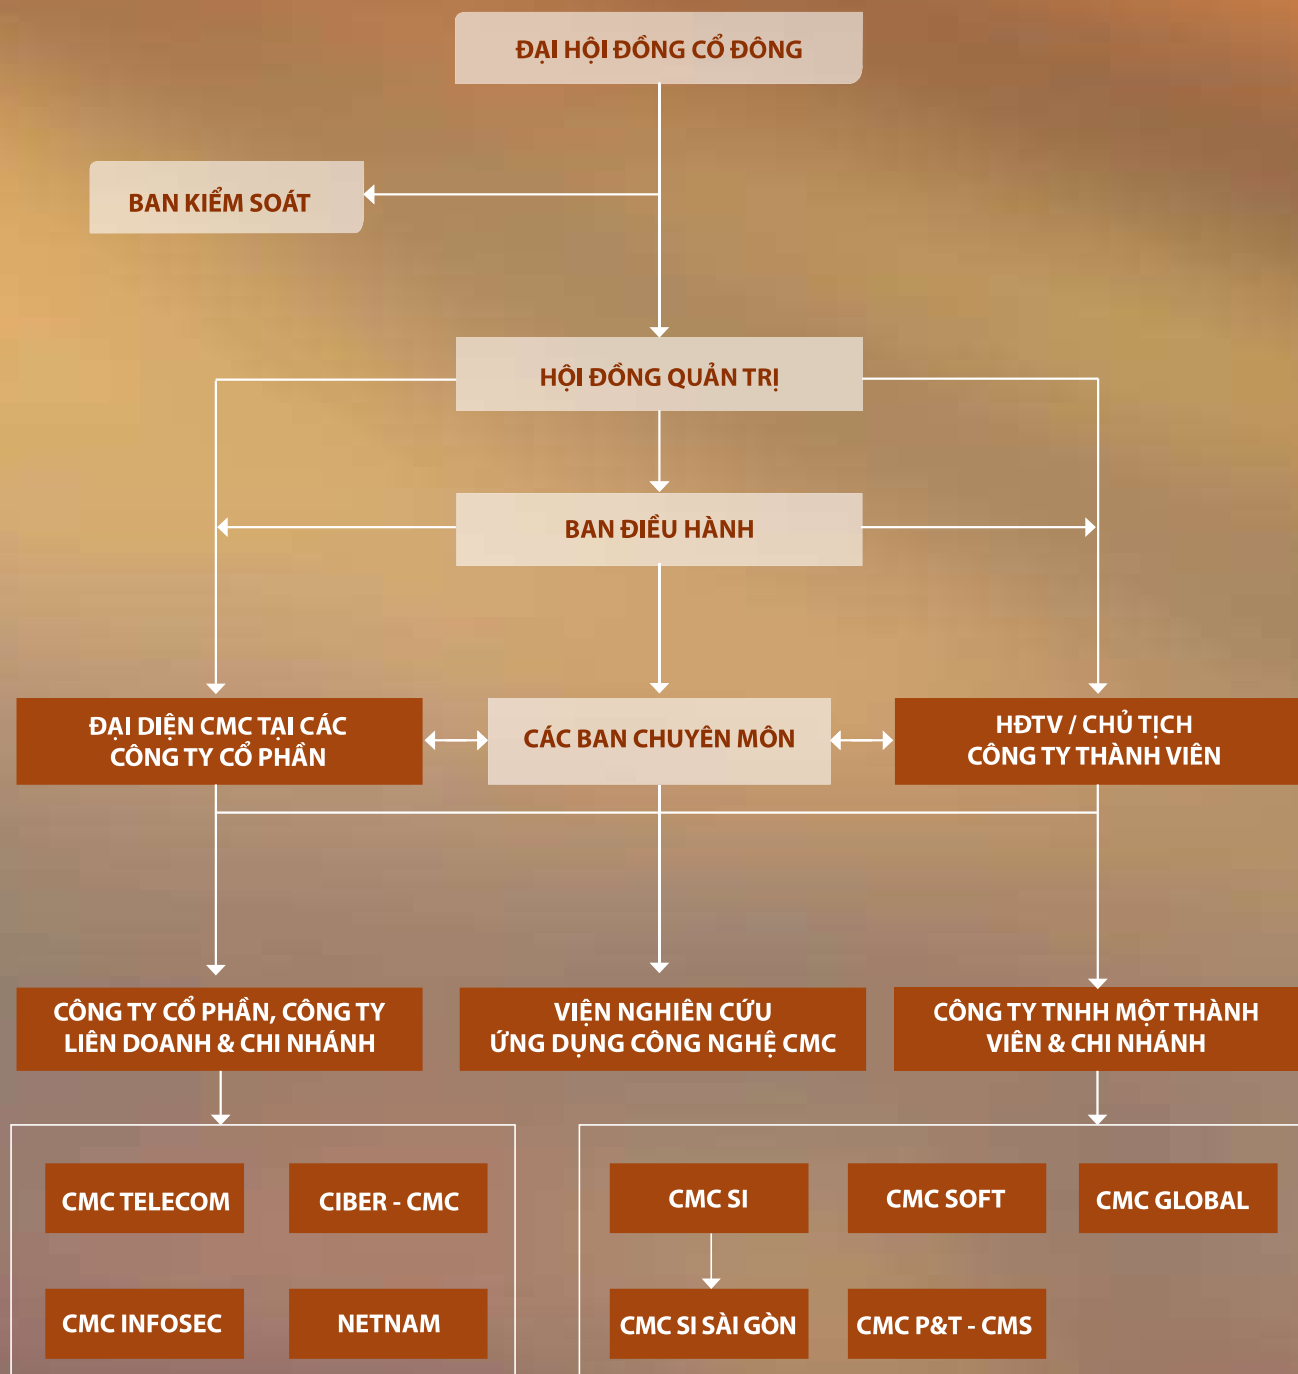 ĐẠI HỘI ĐỒNG CỔ ĐÔNG
BAN KIỂM SOÁT
HỘI ĐỒNG QUẢN TRỊ
BAN ĐIỀU HÀNH
ĐẠI DIỆN CMC TẠI CÁC
CÔNG TY CỔ PHẦN
CÁC BAN CHUYÊN MÔN
HĐTV / CHỦ TỊCH
CÔNG TY THÀNH VIÊN
CÔNG TY CỔ PHẦN, CÔNG TY
LIÊN DOANH & CHI NHÁNH
VIỆN NGHIÊN CỨU
ỨNG DỤNG CÔNG NGHỆ CMC
CÔNG TY TNHH MỘT THÀNH
VIÊN & CHI NHÁNH
CMC TELECOM
CIBER - CMC
CMC SI
CMC SOFT
CMC GLOBAL
CMC INFOSEC
NETNAM
CMC SI SÀI GÒN
CMC P&T - CMS